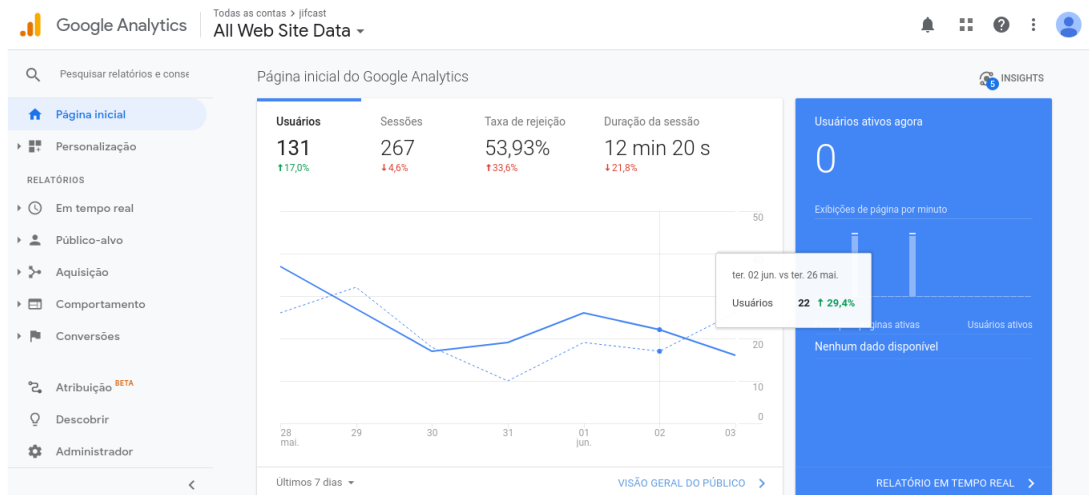 Google Analytics
Todas as contas > jifcast
All Web Site Data
Pesquisar relatórios e conse
Página inicial
Personalização
RELATÓRIOS
Em tempo real
Público-alvo
Aquisição
Comportamento
Conversões
Atribuição BETA
Descobrir
Administrador
Página inicial do Google Analytics
5 INSIGHTS
Usuários Sessões Taxa de rejeição Duração da sessão
131 267 53,93% 12 min 20 s
↑17,0% ↓4,6% ↑33,6% ↓21,8%
50
20
10
0
28 29 30 31 01 02 03
mai. jun.
ter. 02 jun. vs ter. 26 mai.
Usuários 22 ↑ 29,4%
Últimos 7 dias
VISÃO GERAL DO PÚBLICO >
Usuários ativos agora
0
Exibições de página por minuto
ativas Usuários ativos
Nenhum dado disponível
RELATÓRIO EM TEMPO REAL >